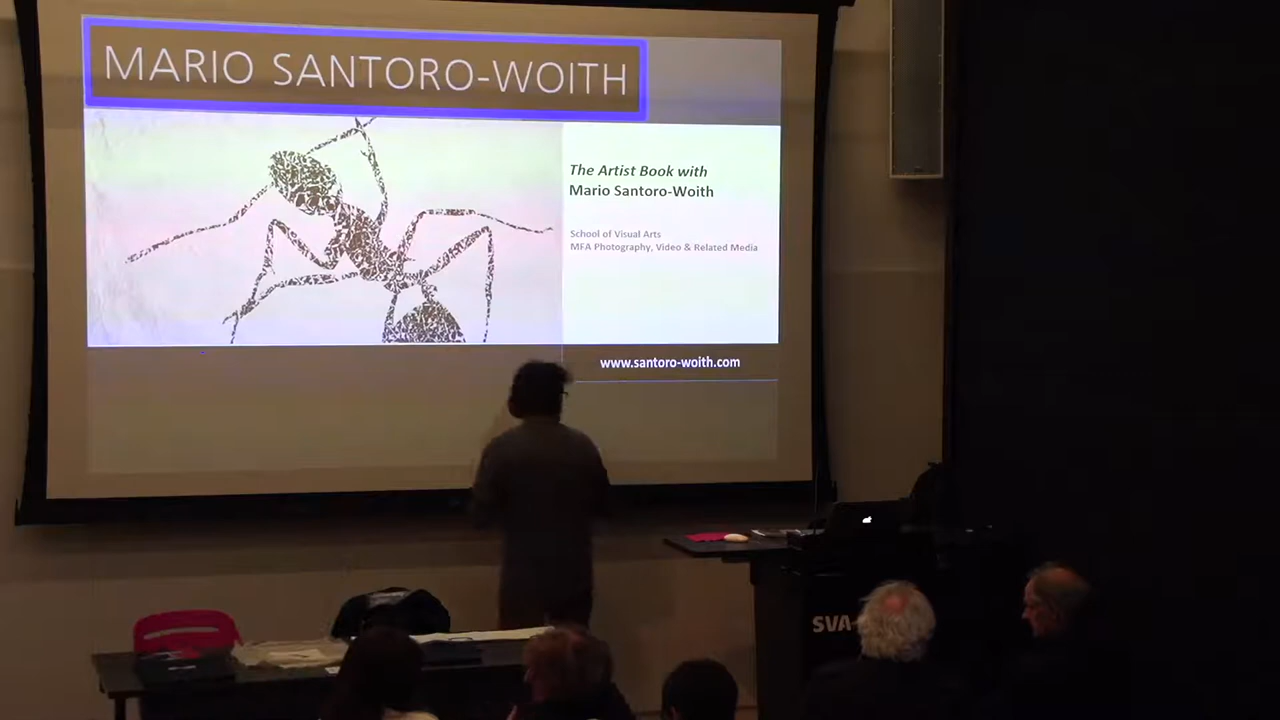 MARIO SANTORO-WOITH
The Artist Book with
Mario Santoro-Woith
School of Visual Arts
MFA Photography, Video & Related Media
www.santoro-woith.com
SVA